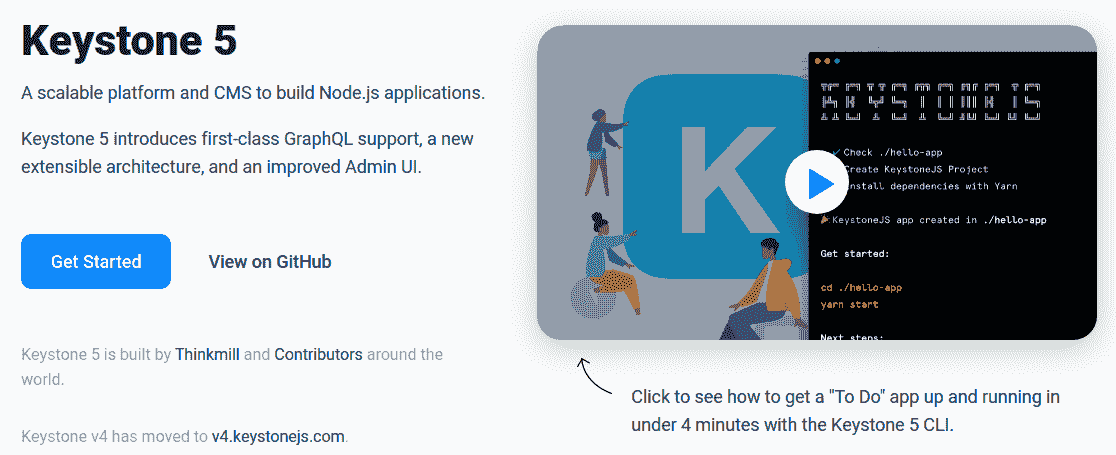 Keystone 5
A scalable platform and CMS to build Node.js applications.
Keystone 5 introduces first-class GraphQL support, a new
extensible architecture, and an improved Admin UI.
Get Started
View on GitHub
Keystone 5 is built by Thinkmill and Contributors around the
world.
Keystone v4 has moved to v4.keystonejs.com.
K
KEYSTONEJS
✔ Check ./hello-app
Create KeystoneJS Project
Install dependencies with Yarn
KeystoneJS app created in ./hello-app
Get started:
cd ./hello-app
yarn start
Next steps:
Click to see how to get a "To Do" app up and running in
under 4 minutes with the Keystone 5 CLI.